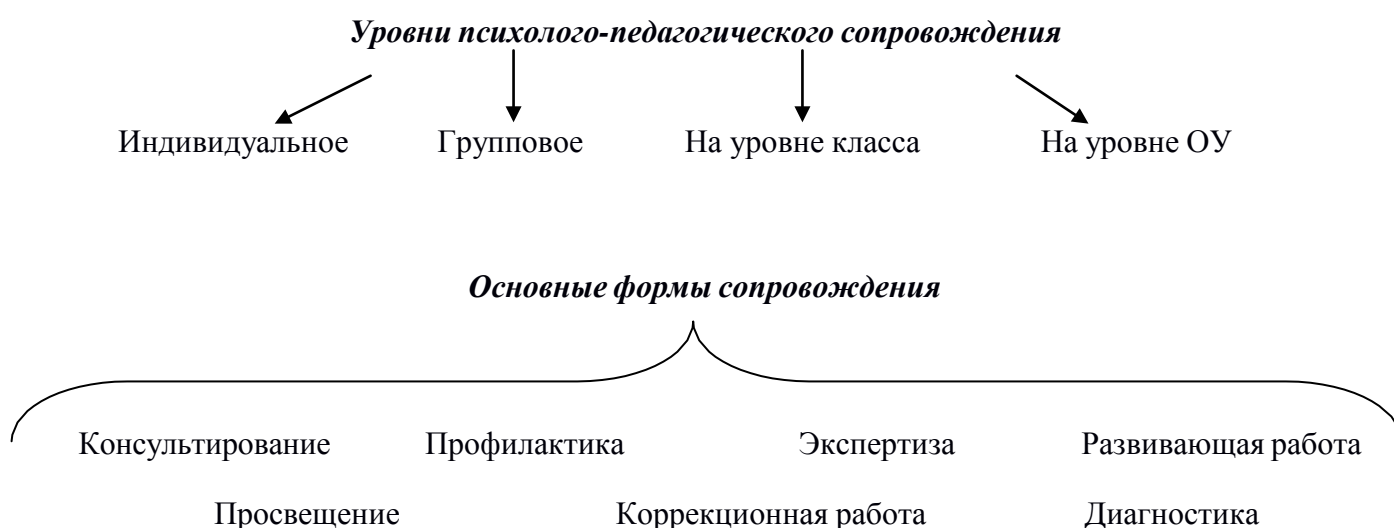 Уровни психолого-педагогического сопровождения
Индивидуальное Групповое На уровне класса На уровне ОУ
Основные формы сопровождения
Консультирование Профилактика Экспертиза Развивающая работа
Просвещение Коррекционная работа Диагностика